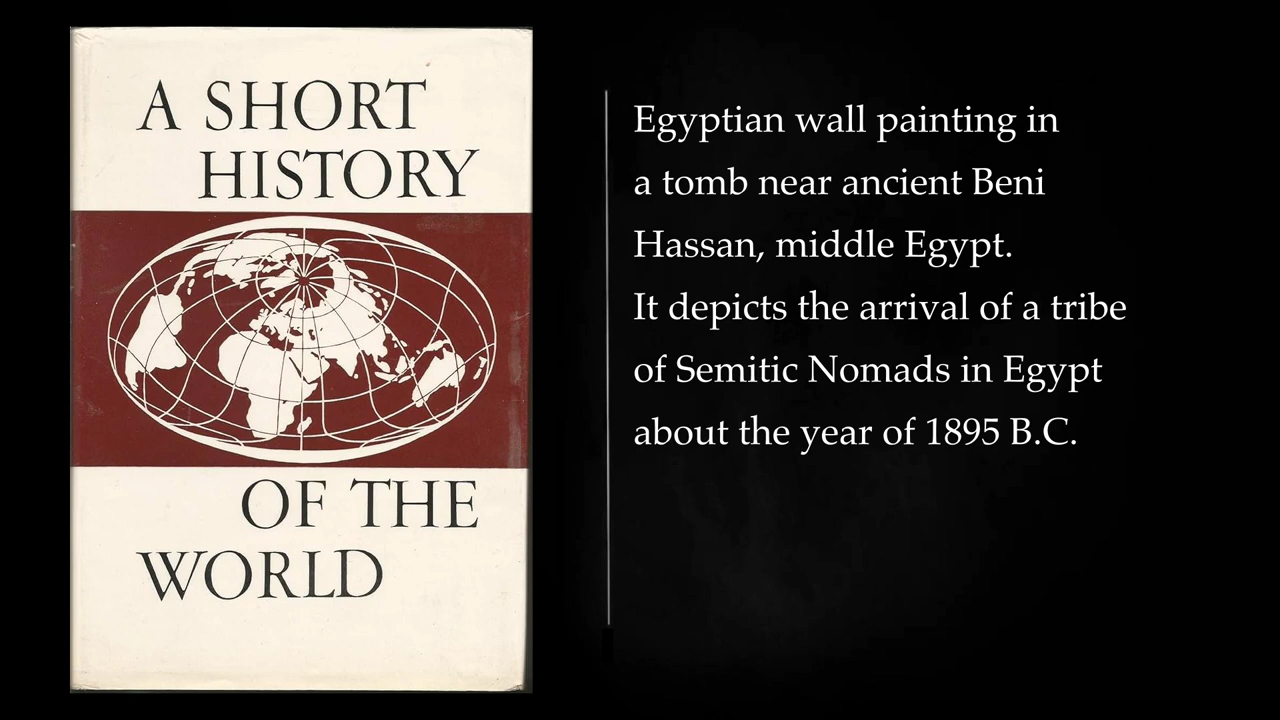 A SHORT
HISTORY
OF THE
WORLD
Egyptian wall painting in
a tomb near ancient Beni
Hassan, middle Egypt.
It depicts the arrival of a tribe
of Semitic Nomads in Egypt
about the year of 1895 B.C.